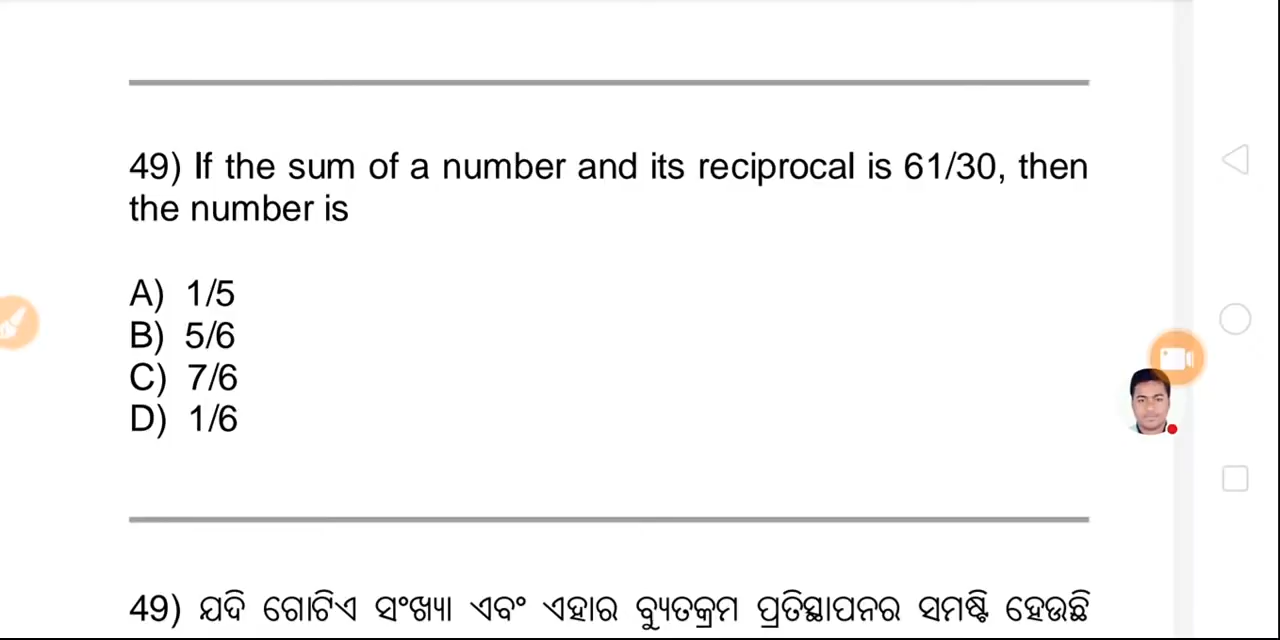 49) If the sum of a number and its reciprocal is 61/30, then
the number is
A) 1/5
B) 5/6
C) 7/6
D) 1/6
49) ଯଦି ଗୋଟିଏ ସଂଖ୍ୟା ଏବଂ ଏହାର ବ୍ୟୁତକ୍ରମ ପ୍ରତିସ୍ଥାପନର ସମଷ୍ଟି ହେଉଛି